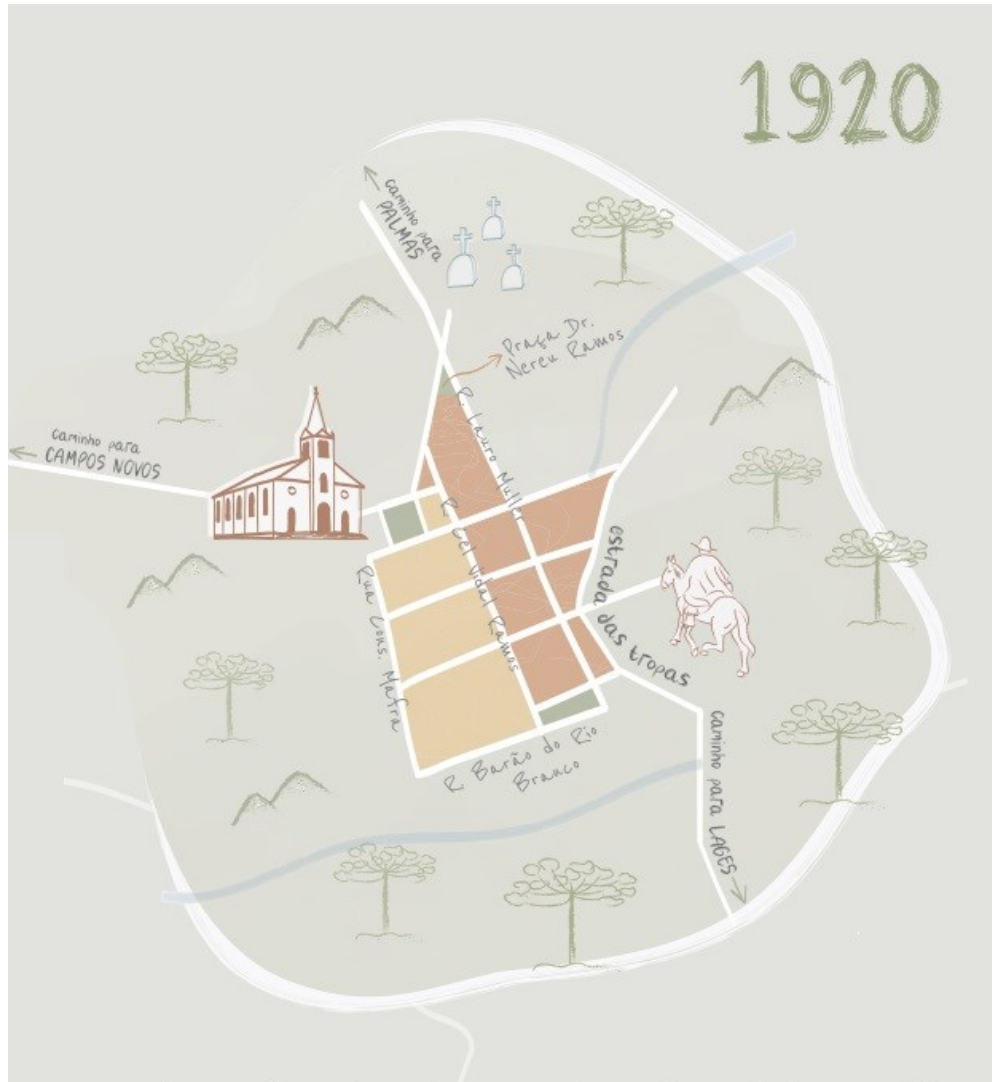 1920
caminho para
PALMAS
Praça Dr.
Nereu Ramos
R. Lauro Muller
caminho para
CAMPOS NOVOS
R. Cel Vidal Ramos
estrada das tropas
Rua Cons. Mafra
caminho para LAGES
R. Barão do Rio
Branco